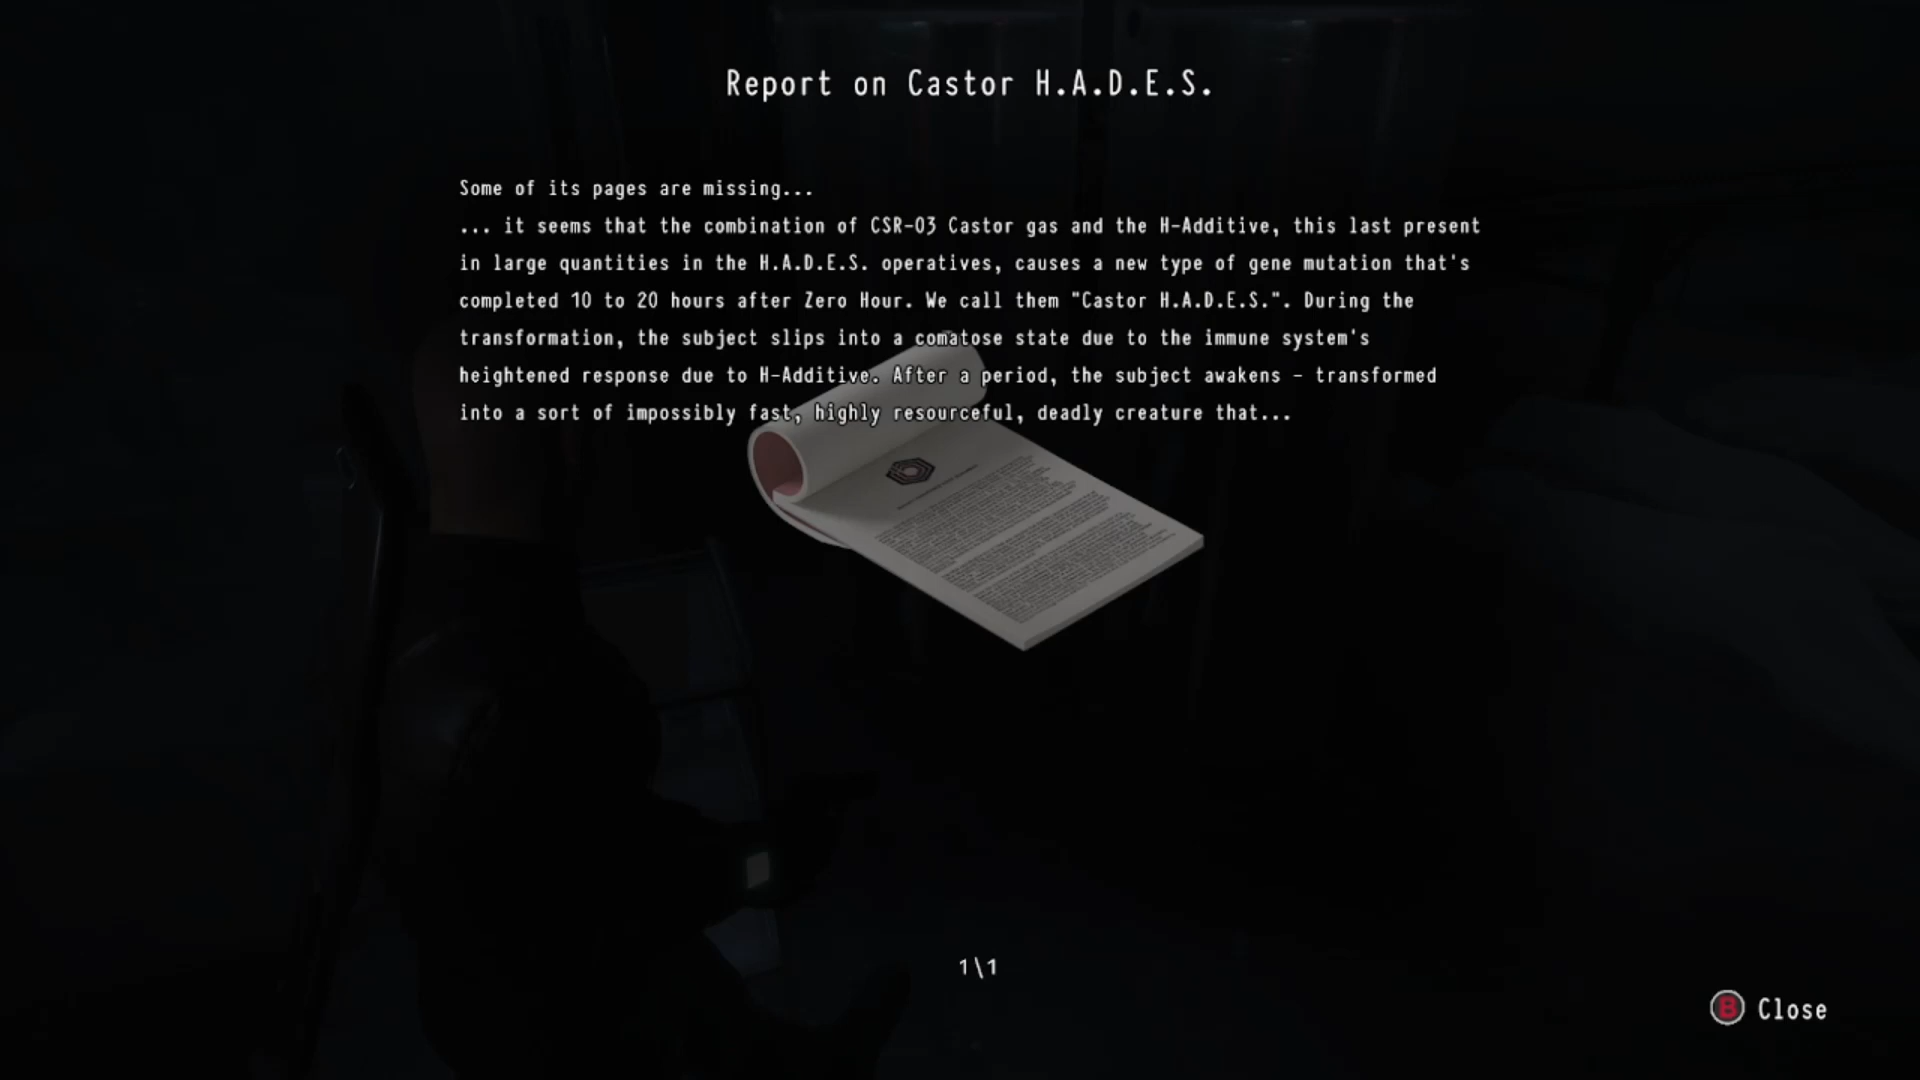 Report on Castor H.A.D.E.S.
Some of its pages are missing...
... it seems that the combination of CSR-03 Castor gas and the H-Additive, this last present
in large quantities in the H.A.D.E.S. operatives, causes a new type of gene mutation that's
completed 10 to 20 hours after Zero Hour. We call them "Castor H.A.D.E.S.". During the
transformation, the subject slips into a comatose state due to the immune system's
heightened response due to H-Additive. After a period, the subject awakens - transformed
into a sort of impossibly fast, highly resourceful, deadly creature that...
1\1
B Close